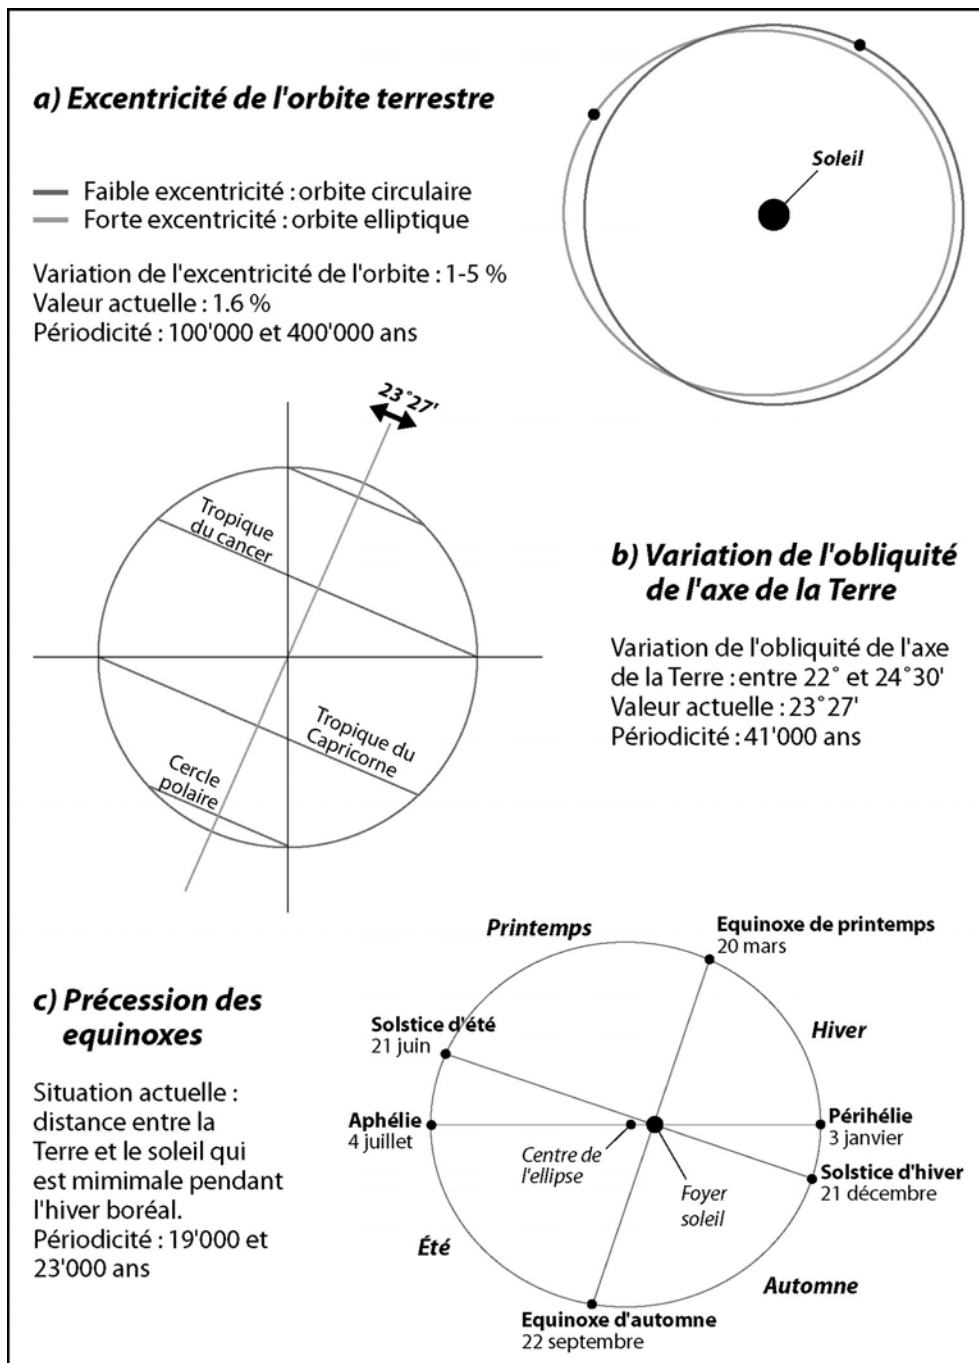 a) Excentricité de l'orbite terrestre
Soleil
Faible excentricité : orbite circulaire
Forte excentricité : orbite elliptique
Variation de l'excentricité de l'orbite : 1-5 %
Valeur actuelle : 1.6 %
Périodicité : 100'000 et 400'000 ans
23°27'
Tropique
du cancer
Tropique du
Capricorne
Cercle
polaire
b) Variation de l'obliquité
de l'axe de la Terre
Variation de l'obliquité de l'axe
de la Terre : entre 22° et 24°30'
Valeur actuelle : 23°27'
Périodicité : 41'000 ans
c) Précession des
equinoxes
Situation actuelle :
distance entre la
Terre et le soleil qui
est mimimale pendant
l'hiver boréal.
Périodicité : 19'000 et
23'000 ans
Printemps
Equinoxe de printemps
20 mars
Solstice d'été
21 juin
Hiver
Aphélie
4 juillet
Centre de
l'ellipse
Foyer
soleil
Périhélie
3 janvier
Solstice d'hiver
21 décembre
Été
Automne
Equinoxe d'automne
22 septembre